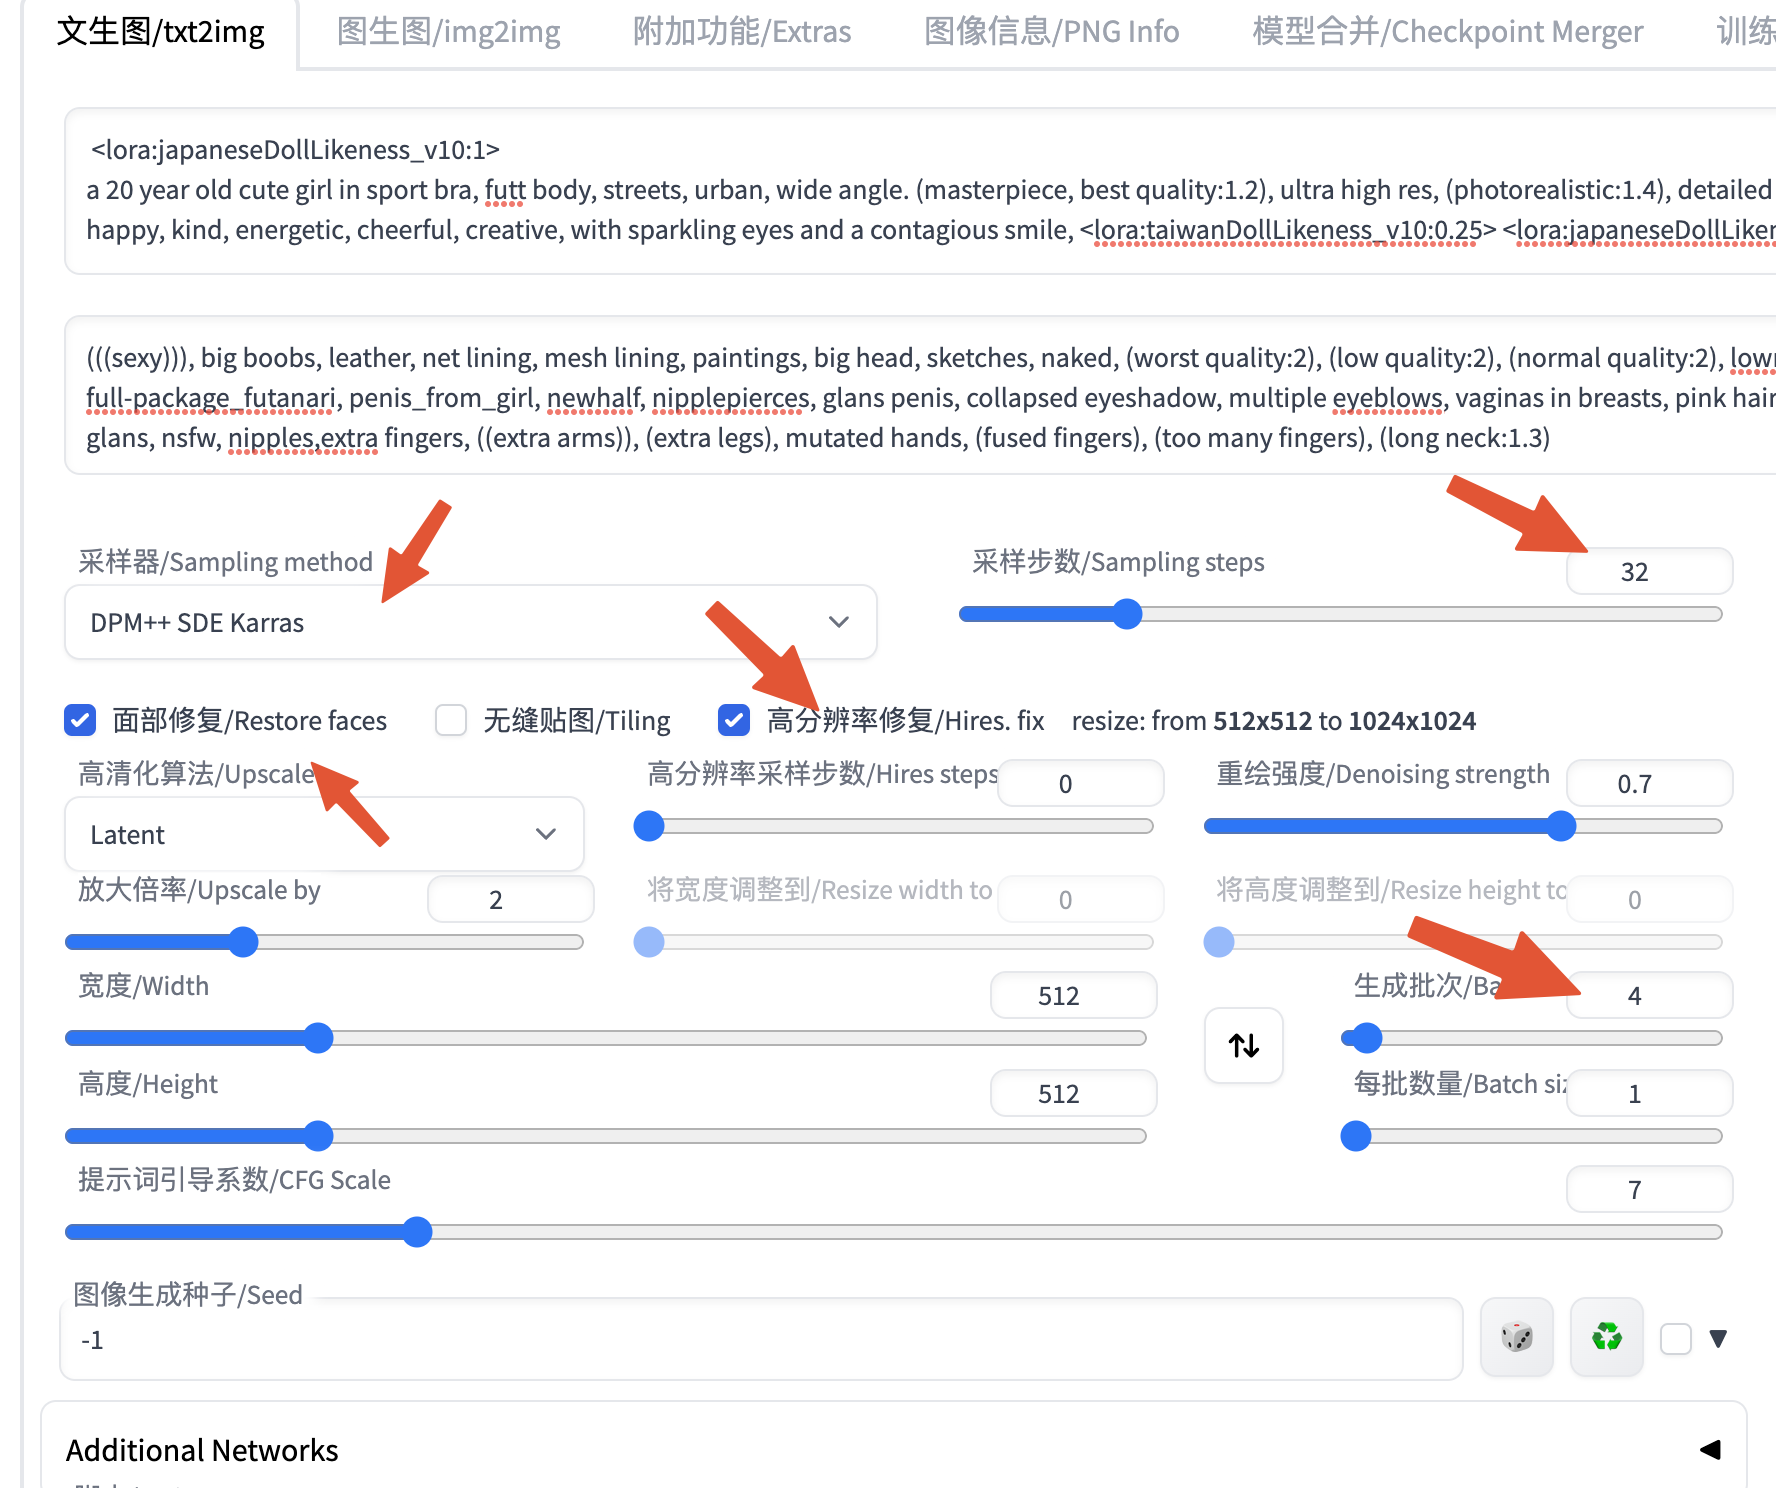 文生图/txt2img 图生图/img2img 附加功能/Extras 图像信息/PNG Info 模型合并/Checkpoint Merger 训练
<lora:japaneseDollLikeness_v10:1>
a 20 year old cute girl in sport bra, futt body, streets, urban, wide angle. (masterpiece, best quality:1.2), ultra high res, (photorealistic:1.4), detailed
happy, kind, energetic, cheerful, creative, with sparkling eyes and a contagious smile, <lora:taiwanDollLikeness_v10:0.25> <lora:japaneseDollLiken
(((sexy))), big boobs, leather, net lining, mesh lining, paintings, big head, sketches, naked, (worst quality:2), (low quality:2), (normal quality:2), lowr
full-package_futanari, penis_from_girl, newhalf, nipplepierces, glans penis, collapsed eyeshadow, multiple eyeblows, vaginas in breasts, pink hair
glans, nsfw, nipples,extra fingers, ((extra arms)), (extra legs), mutated hands, (fused fingers), (too many fingers), (long neck:1.3)
采样器/Sampling method 采样步数/Sampling steps 32
DPM++ SDE Karras
面部修复/Restore faces 无缝贴图/Tiling 高分辨率修复/Hires. fix resize: from 512x512 to 1024x1024
高清化算法/Upscale 高分辨率采样步数/Hires steps 0 重绘强度/Denoising strength 0.7
Latent
放大倍率/Upscale by 2 将宽度调整到/Resize width to 0 将高度调整到/Resize height to 0
宽度/Width 512 生成批次/Ba 4
高度/Height 512 每批数量/Batch siz 1
提示词引导系数/CFG Scale 7
图像生成种子/Seed
-1
Additional Networks